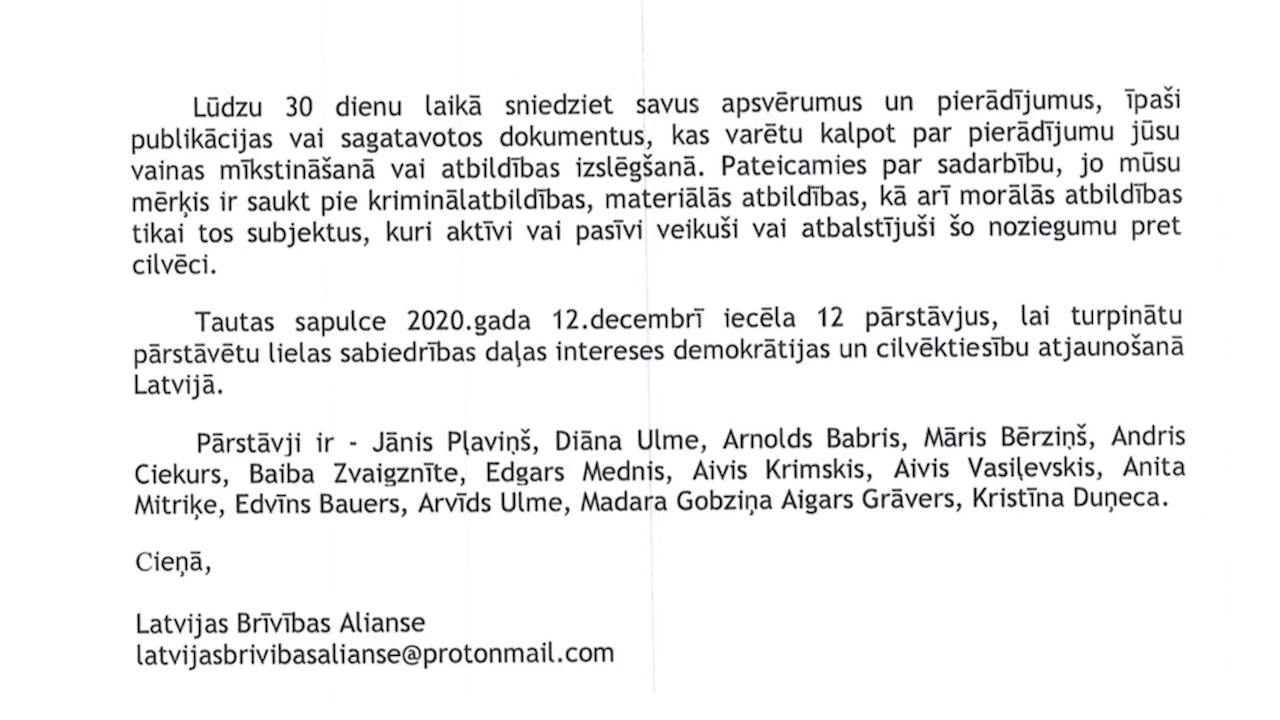 Lūdzu 30 dienu laikā sniedziet savus apsvērumus un pierādījumus, īpaši
publikācijas vai sagatavotos dokumentus, kas varētu kalpot par pierādījumu jūsu
vainas mīkstināšanā vai atbildības izslēgšanā. Pateicamies par sadarbību, jo mūsu
mērķis ir saukt pie kriminālatbildības, materiālās atbildības, kā arī morālās atbildības
tikai tos subjektus, kuri aktīvi vai pasīvi veikuši vai atbalstījuši šo noziegumu pret
cilvēci.
Tautas sapulce 2020.gada 12.decembrī iecēla 12 pārstāvjus, lai turpinātu
pārstāvētu lielas sabiedrības daļas intereses demokrātijas un cilvēktiesību atjaunošanā
Latvijā.
Pārstāvji ir - Jānis Pļaviņš, Diāna Ulme, Arnolds Babris, Māris Bērziņš, Andris
Ciekurs, Baiba Zvaigznīte, Edgars Mednis, Aivis Krimskis, Aivis Vasiļevskis, Anita
Mitriķe, Edvīns Bauers, Arvīds Ulme, Madara Gobziņa Aigars Grāvers, Kristīna Duņeca.
Cieņā,
Latvijas Brīvības Alianse
latvijasbrivibasalianse@protonmail.com